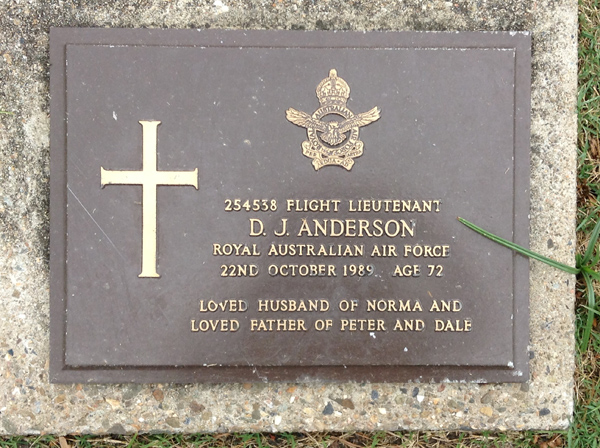 254538 FLIGHT LIEUTENANT
D. J. ANDERSON
ROYAL AUSTRALIAN AIR FORCE
22ND OCTOBER 1989 AGE 72
LOVED HUSBAND OF NORMA AND
LOVED FATHER OF PETER AND DALE